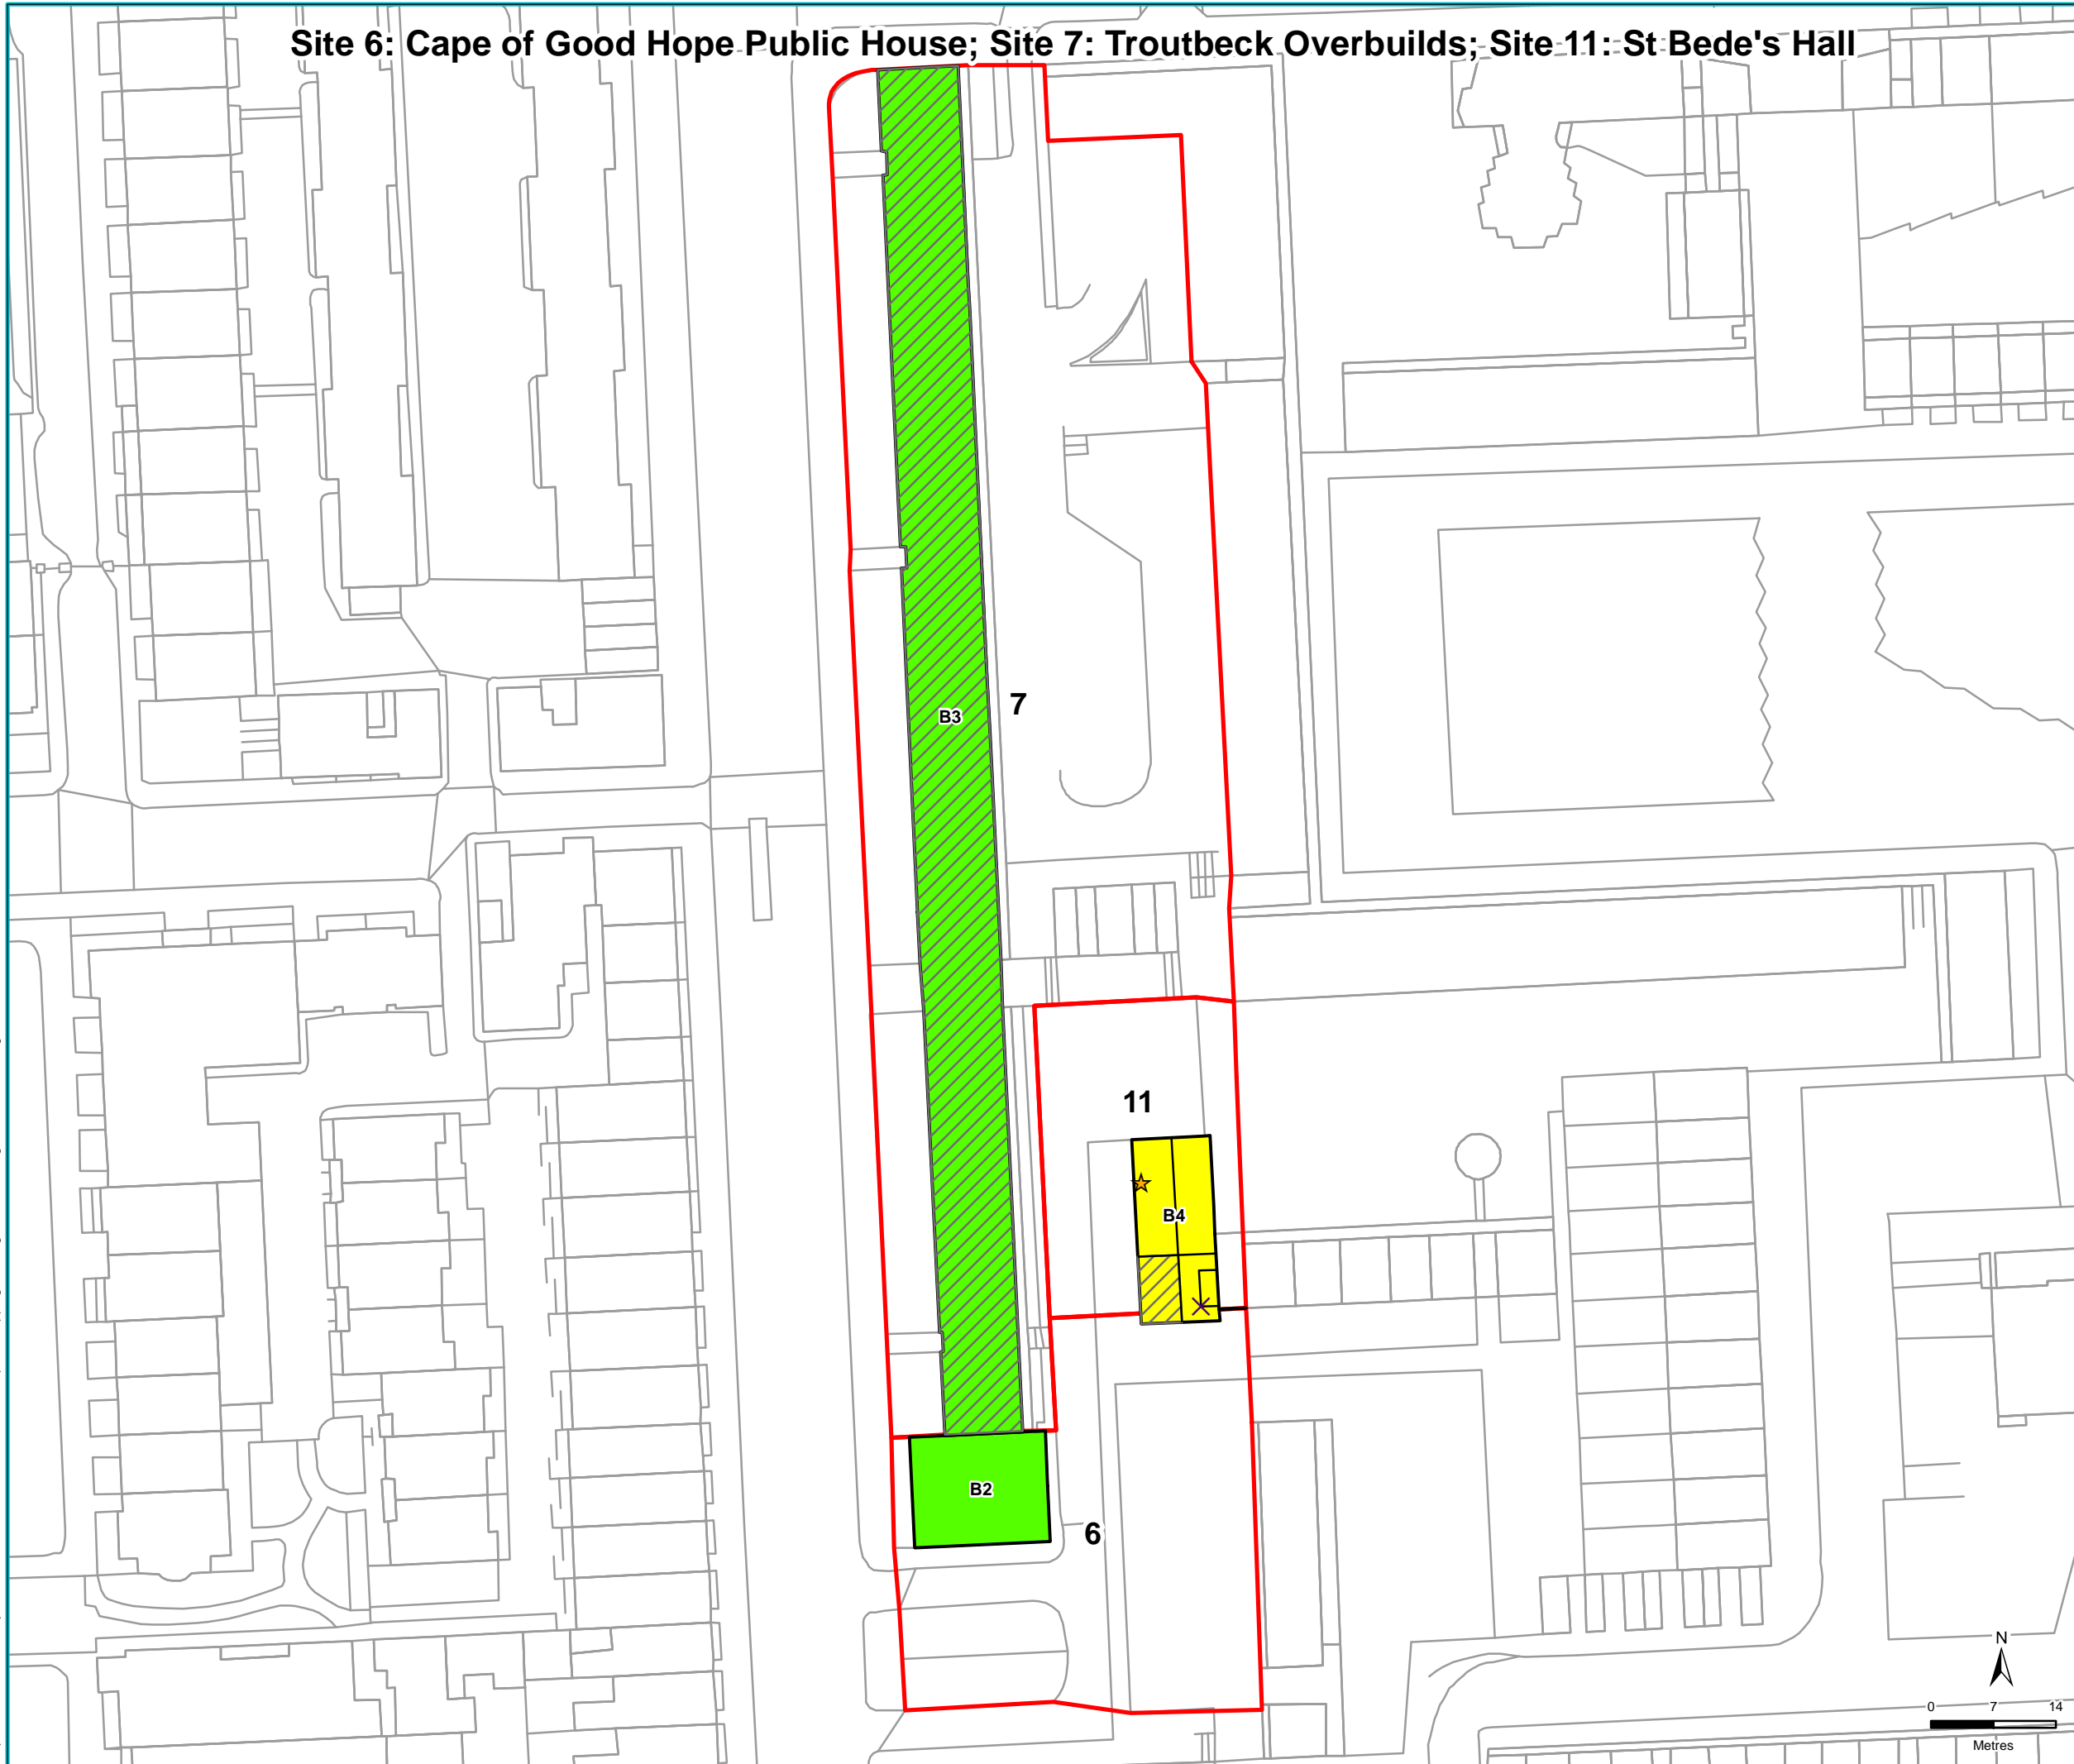 Site 6: Cape of Good Hope Public House; Site 7: Troutbeck Overbuilds; Site 11: St Bede's Hall
B3
7
11
B4
B2
6
N
0 7 14
Metres